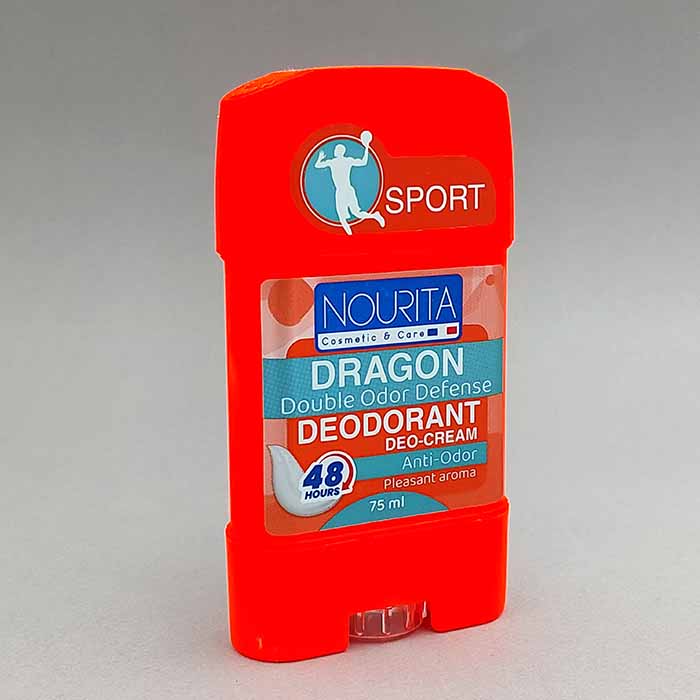 SPORT
NOURITA
Cosmetic & Care
DRAGON
Double Odor Defense
DEODORANT
DEO-CREAM
Anti-Odor
48
HOURS
Pleasant aroma
75 ml